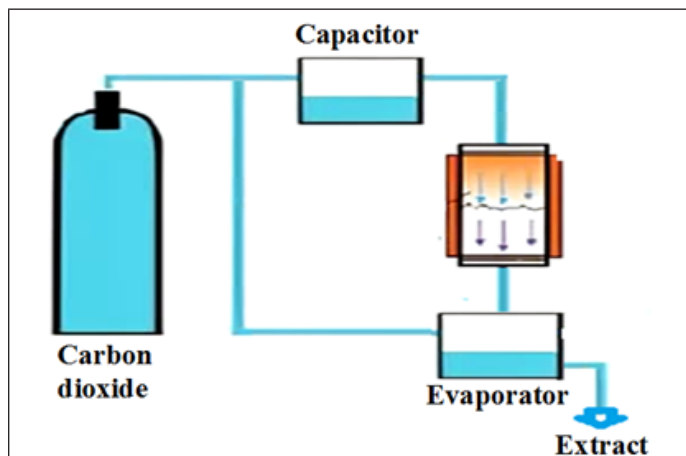 Capacitor
Carbon
dioxide
Evaporator
Extract